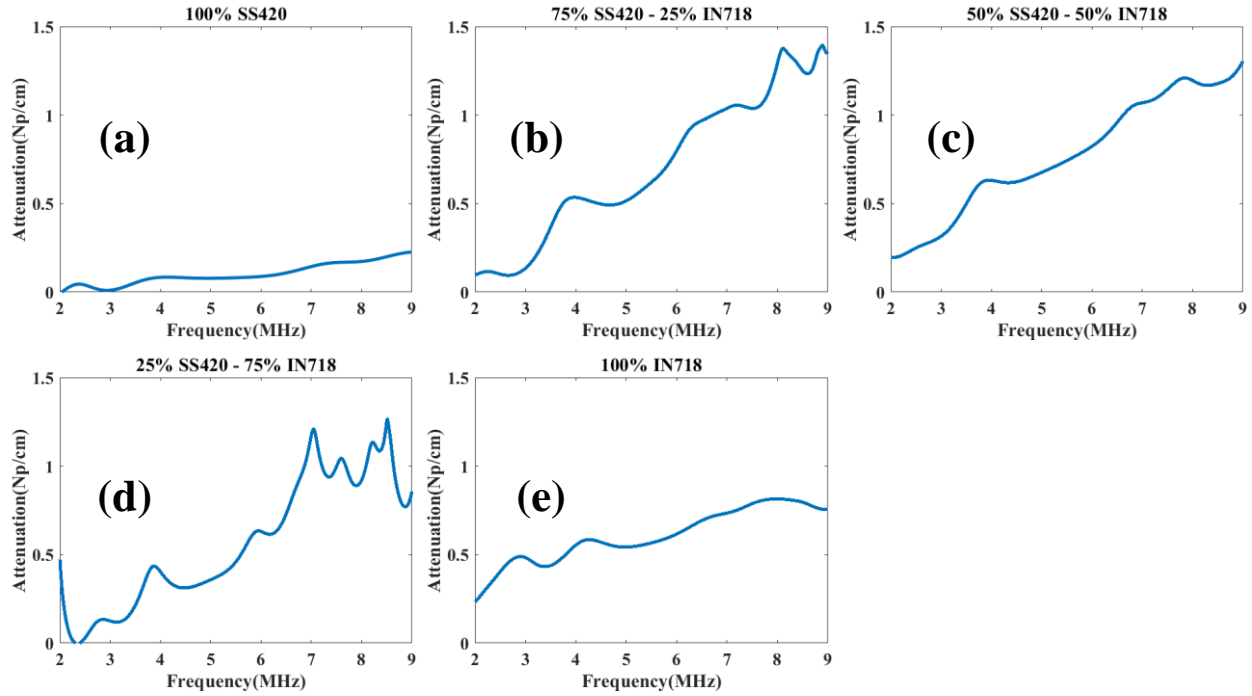 100% SS420
1.5
1
0.5
0
Attenuation(Np/cm)
(a)
2 3 4 5 6 7 8 9
Frequency(MHz)
75% SS420 - 25% IN718
1.5
1
0.5
0
Attenuation(Np/cm)
(b)
2 3 4 5 6 7 8 9
Frequency(MHz)
50% SS420 - 50% IN718
1.5
1
0.5
0
Attenuation(Np/cm)
(c)
2 3 4 5 6 7 8 9
Frequency(MHz)
25% SS420 - 75% IN718
1.5
1
0.5
0
Attenuation(Np/cm)
(d)
2 3 4 5 6 7 8 9
Frequency(MHz)
100% IN718
1.5
1
0.5
0
Attenuation(Np/cm)
(e)
2 3 4 5 6 7 8 9
Frequency(MHz)